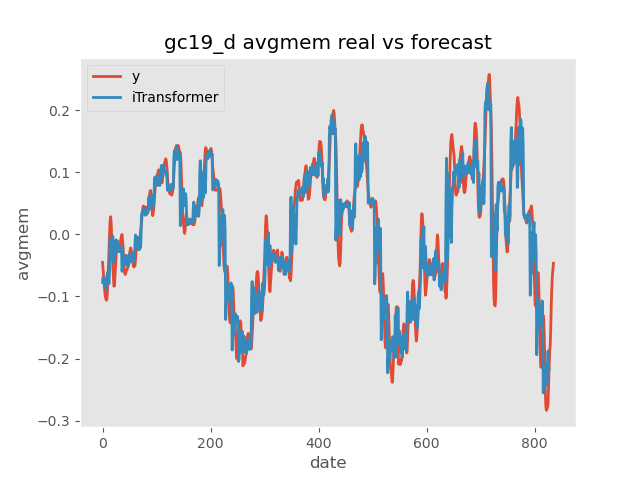 gc19_d avgmem real vs forecast
y
iTransformer
avgmem
0.2
0.1
0.0
−0.1
−0.2
−0.3
0 200 400 600 800
date